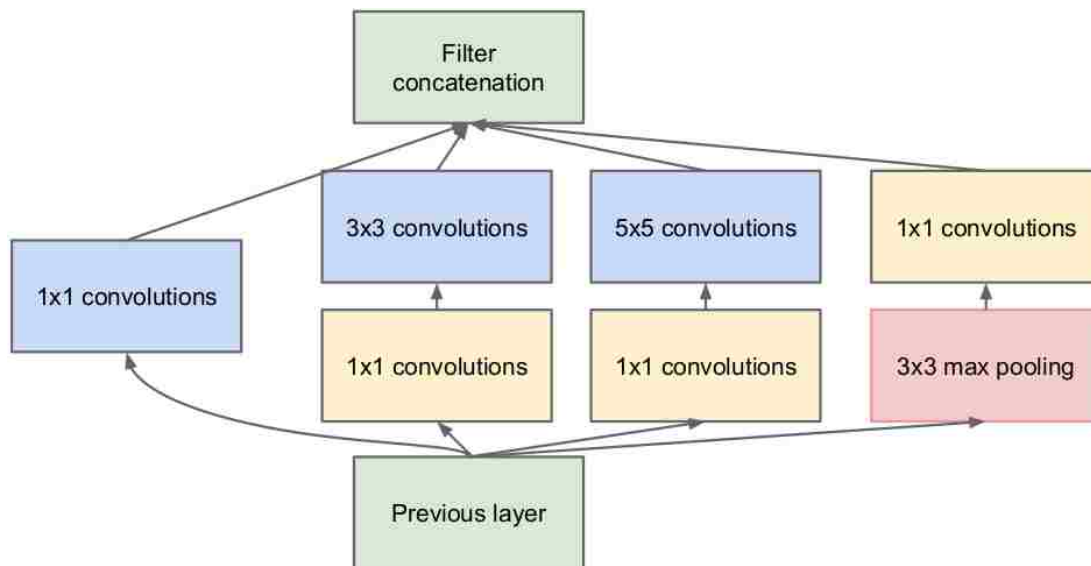 Filter
concatenation
3x3 convolutions
5x5 convolutions
1x1 convolutions
1x1 convolutions
1x1 convolutions
1x1 convolutions
3x3 max pooling
Previous layer